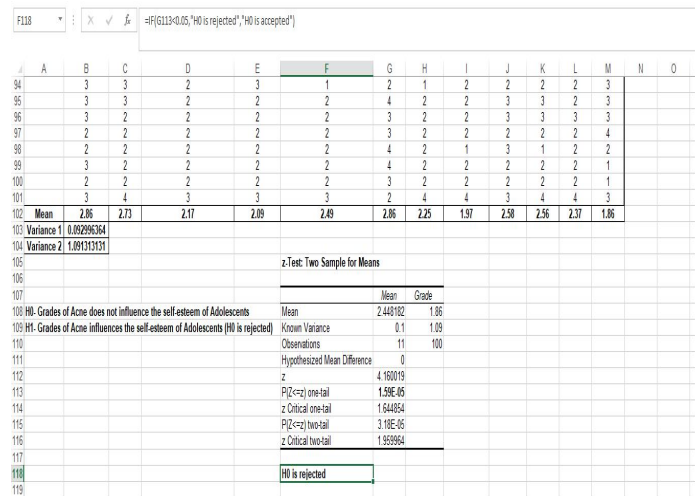 F118 fx =IF(G113<0.05,"H0 is rejected","H0 is accepted")
A B C D E F G H I J K L M N O
94 3 3 2 3 1 2 1 2 2 2 2 3
95 3 3 2 2 2 4 2 2 3 3 2 3
96 3 2 2 2 2 3 2 2 3 3 3 3
97 2 2 2 2 2 3 2 2 2 2 2 4
98 2 2 2 2 2 4 2 1 3 1 2 2
99 3 2 2 2 2 4 2 2 2 2 2 1
100 2 2 2 2 2 3 2 2 2 2 2 1
101 3 4 3 3 3 2 4 4 3 4 4 3
102 Mean 2.86 2.73 2.17 2.09 2.49 2.86 2.25 1.97 2.58 2.56 2.37 1.86
103 Variance 1 0.092996364
104 Variance 2 1.091313131
105 z-Test: Two Sample for Means
106
107 Mean Grade
108 H0- Grades of Acne does not influence the self-esteem of Adolescents Mean 2.448182 1.86
109 H1- Grades of Acne influences the self-esteem of Adolescents (H0 is rejected) Known Variance 0.1 1.09
110 Observations 11 100
111 Hypothesized Mean Difference 0
112 z 4.160019
113 P(Z<=z) one-tail 1.59E-05
114 z Critical one-tail 1.644854
115 P(Z<=z) two-tail 3.18E-05
116 z Critical two-tail 1.959964
117
118 H0 is rejected
119